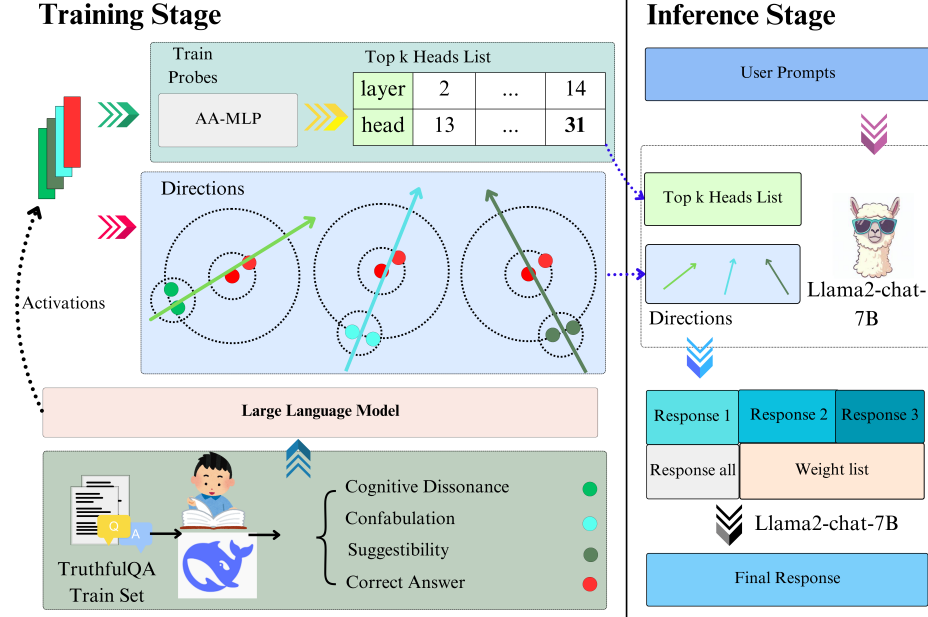 Training Stage
Train
Probes
AA-MLP
Top k Heads List
layer 2 ... 14
head 13 ... 31
Directions
Activations
Large Language Model
Q
A
TruthfulQA
Train Set
Cognitive Dissonance
Confabulation
Suggestibility
Correct Answer
Inference Stage
User Prompts
Top k Heads List
Directions
Llama2-chat-
7B
Response 1 Response 2 Response 3
Response all Weight list
Llama2-chat-7B
Final Response